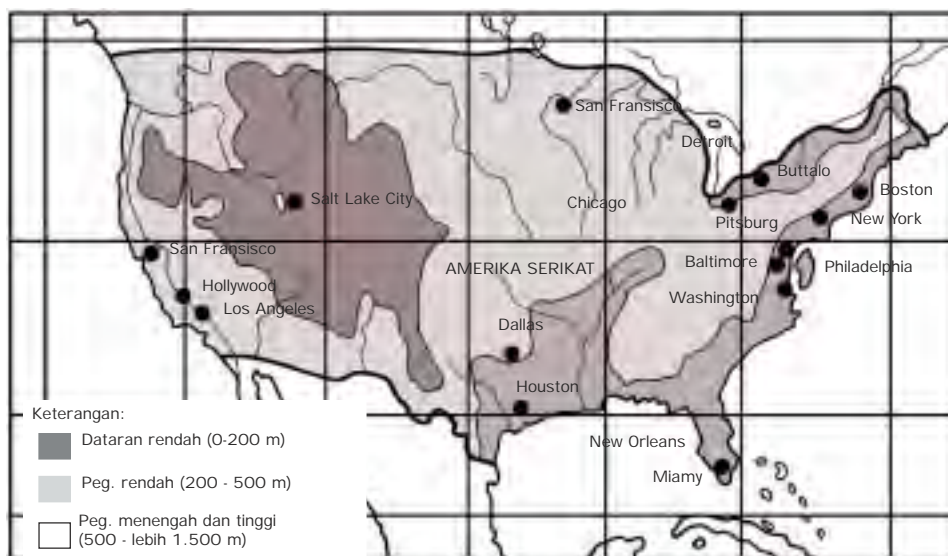 San Fransisco
Detroit
Buttalo
Boston
Salt Lake City
Chicago
Pitsburg
New York
San Fransisco
Baltimore
Philadelphia
AMERIKA SERIKAT
Hollywood
Washington
Los Angeles
Dallas
Houston
New Orleans
Miamy
Keterangan:
Dataran rendah (0-200 m)
Peg. rendah (200 - 500 m)
Peg. menengah dan tinggi
(500 - lebih 1.500 m)